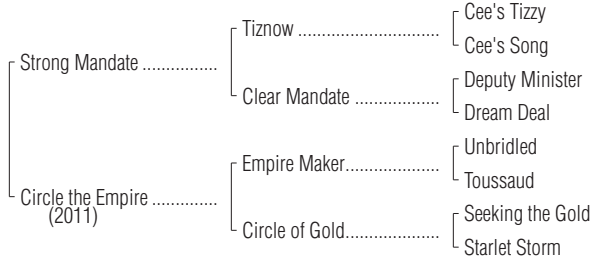 Cee's Tizzy
Tiznow ..............................
Cee's Song
Strong Mandate ................
Deputy Minister
Clear Mandate ..................
Dream Deal
Unbridled
Empire Maker....................
Toussaud
Circle the Empire ..............
(2011)
Seeking the Gold
Circle of Gold....................
Starlet Storm